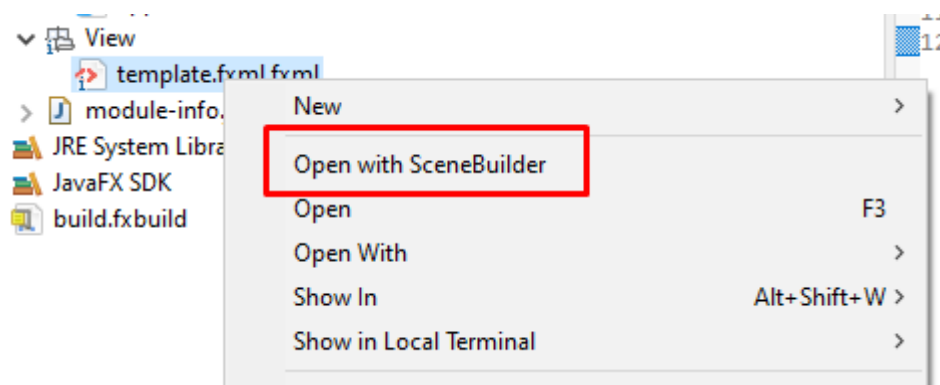 View
template.fxml.fxml
module-info.
JRE System Libra
JavaFX SDK
build.fxbuild
12
New
Open with SceneBuilder
Open F3
Open With
Show In Alt+Shift+W
Show in Local Terminal